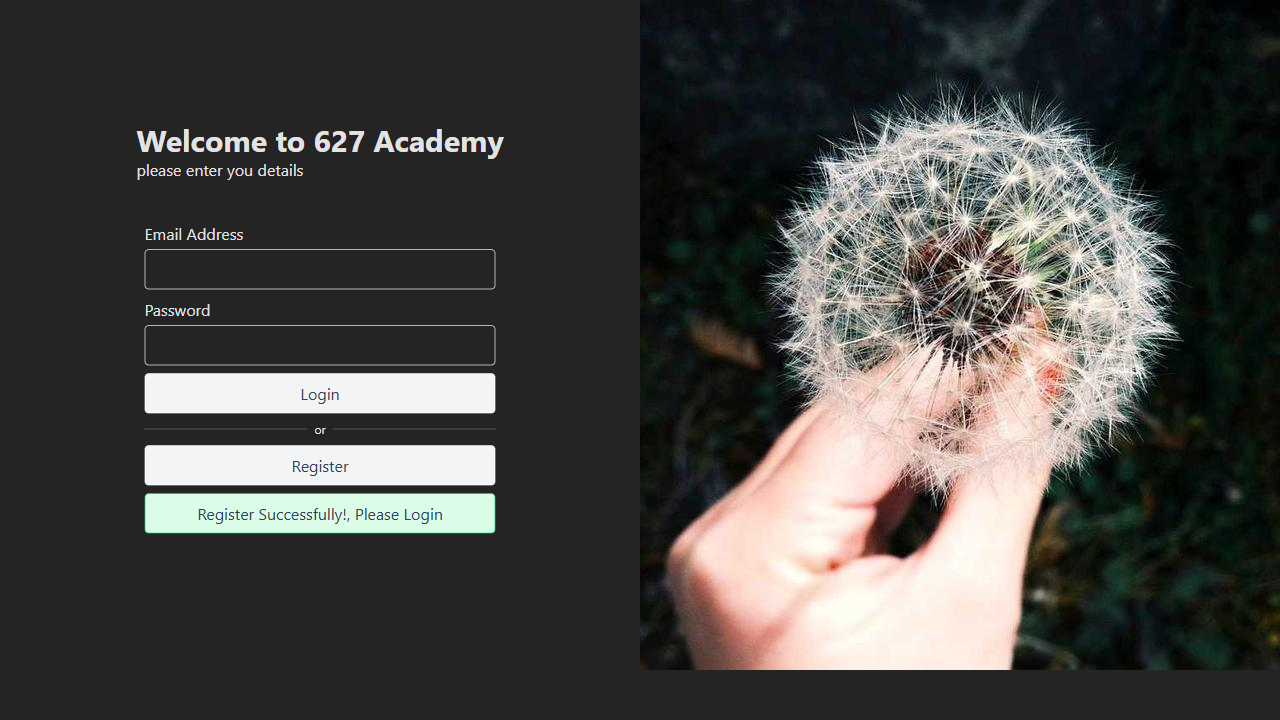 Welcome to 627 Academy
please enter you details
Email Address
Password
Login
or
Register
Register Successfully!, Please Login